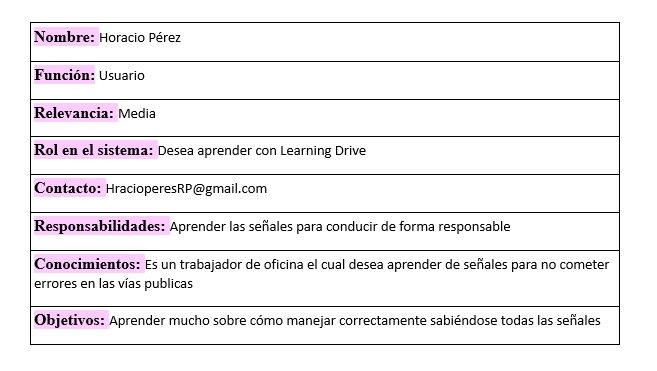 Nombre: Horacio Pérez
Función: Usuario
Relevancia: Media
Rol en el sistema: Desea aprender con Learning Drive
Contacto: HracioperesRP@gmail.com
Responsabilidades: Aprender las señales para conducir de forma responsable
Conocimientos: Es un trabajador de oficina el cual desea aprender de señales para no cometer
errores en las vías publicas
Objetivos: Aprender mucho sobre cómo manejar correctamente sabiéndose todas las señales